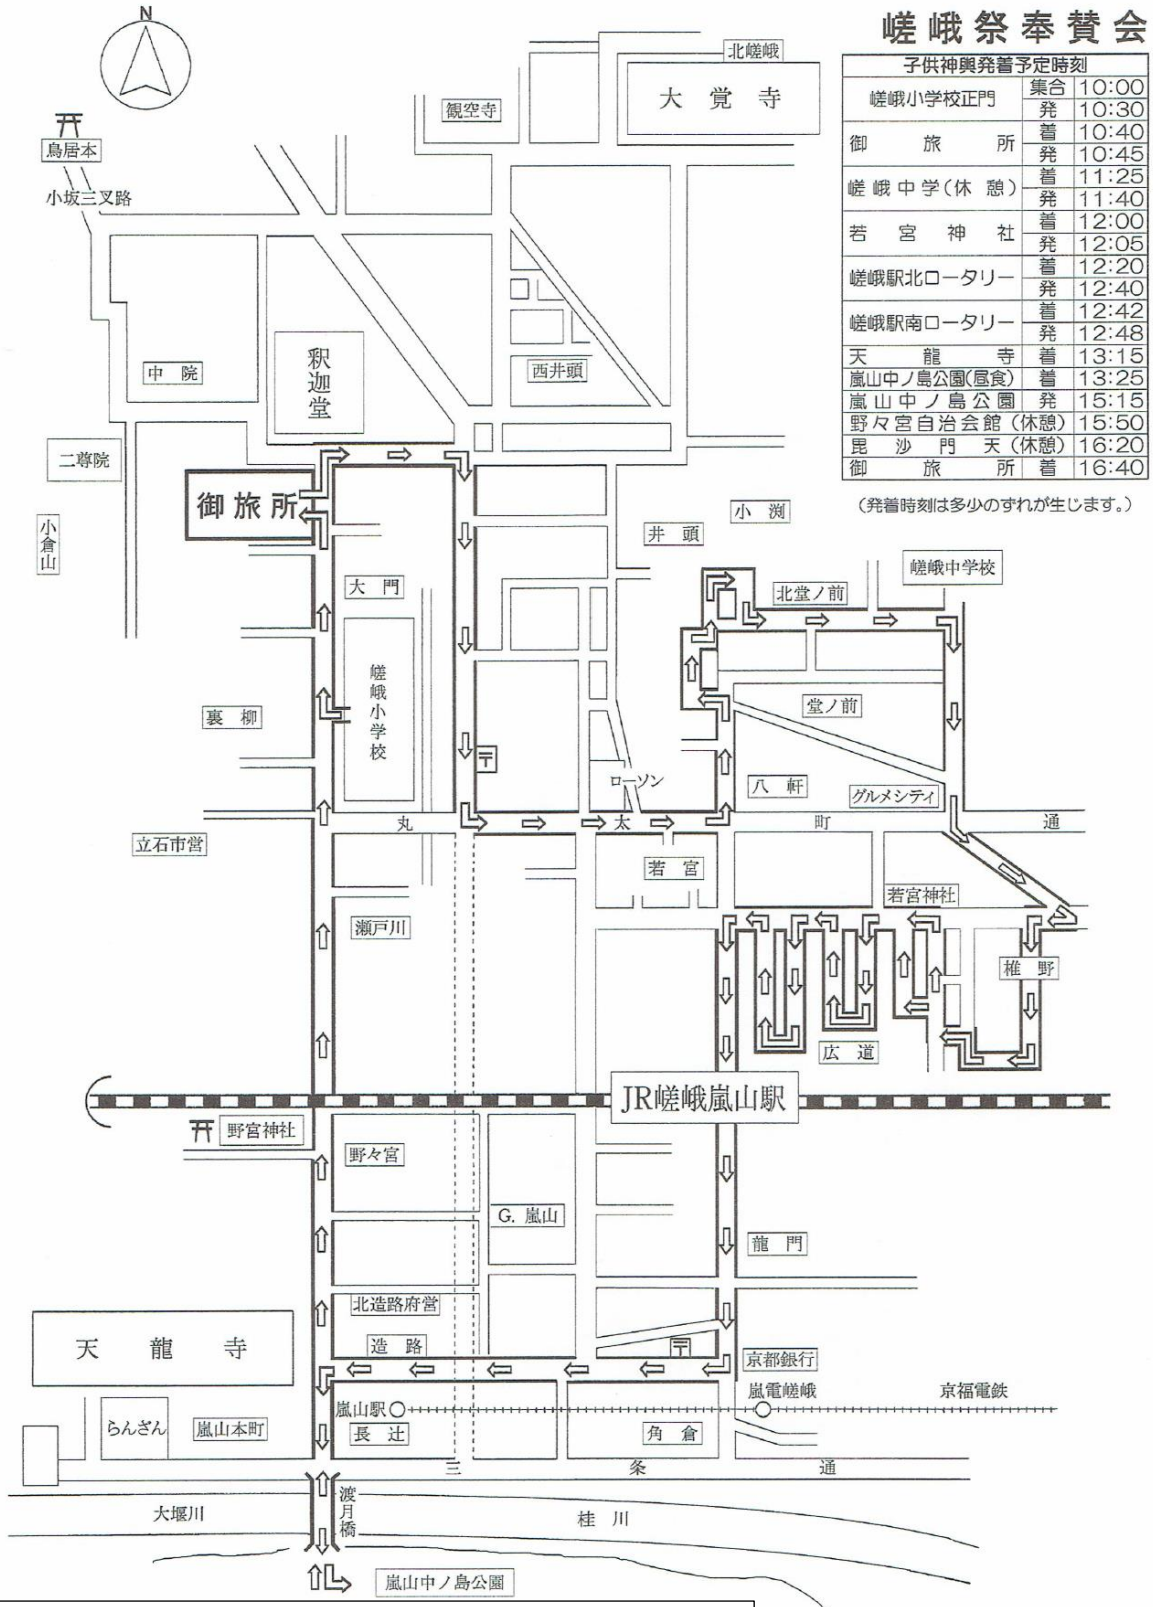 嵯峨祭奉賛会
子供神輿発着予定時刻
嵯峨小学校正門 集合 10:00
発 10:30
御旅所 着 10:40
発 10:45
嵯峨中学(休憩) 着 11:25
発 11:40
若宮神社 着 12:00
発 12:05
嵯峨駅北ロータリー 着 12:20
発 12:40
嵯峨駅南ロータリー 着 12:42
発 12:48
天龍寺 着 13:15
嵐山中ノ島公園(昼食) 着 13:25
嵐山中ノ島公園 発 15:15
野々宮自治会館(休憩) 15:50
毘沙門天(休憩) 16:20
御旅所 着 16:40
(発着時刻は多少のずれが生じます。)
N
北嵯峨
大覚寺
観空寺
鳥居本
小坂三叉路
中院
釈迦堂
西井頭
二尊院
御旅所
小倉山
小渕
井頭
大門
北堂ノ前
嵯峨中学校
嵯峨小学校
裏柳
堂ノ前
〒
ローソン
八軒
グルメシティ
丸太町通
立石市営
若宮
若宮神社
瀬戸川
椎野
広道
JR嵯峨嵐山駅
野宮神社
野々宮
G.嵐山
龍門
北造路府営
造路
〒
京都銀行
天龍寺
嵐電嵯峨
京福電鉄
嵐山駅
らんざん
嵐山本町
長辻
角倉
三条通
大堰川
渡月橋
桂川
嵐山中ノ島公園